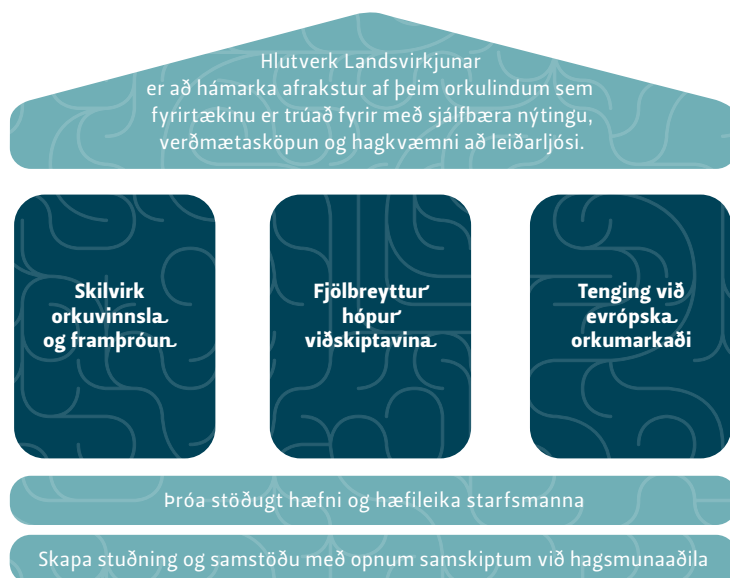 Hlutverk Landsvirkjunar
er að hámarka afrakstur af þeim orkulindum sem
fyrirtækinu er trúað fyrir með sjálfbæra nýtingu,
verðmætasköpun og hagkvæmni að leiðarljósi.
Skilvirk
orkuvinnsla
og framþróun
Fjölbreyttur
hópur
viðskiptavina
Tenging við
evrópska
orkumarkaði
Þróa stöðugt hæfni og hæfileika starfsmanna
Skapa stuðning og samstöðu með opnum samskiptum við hagsmunaaðila